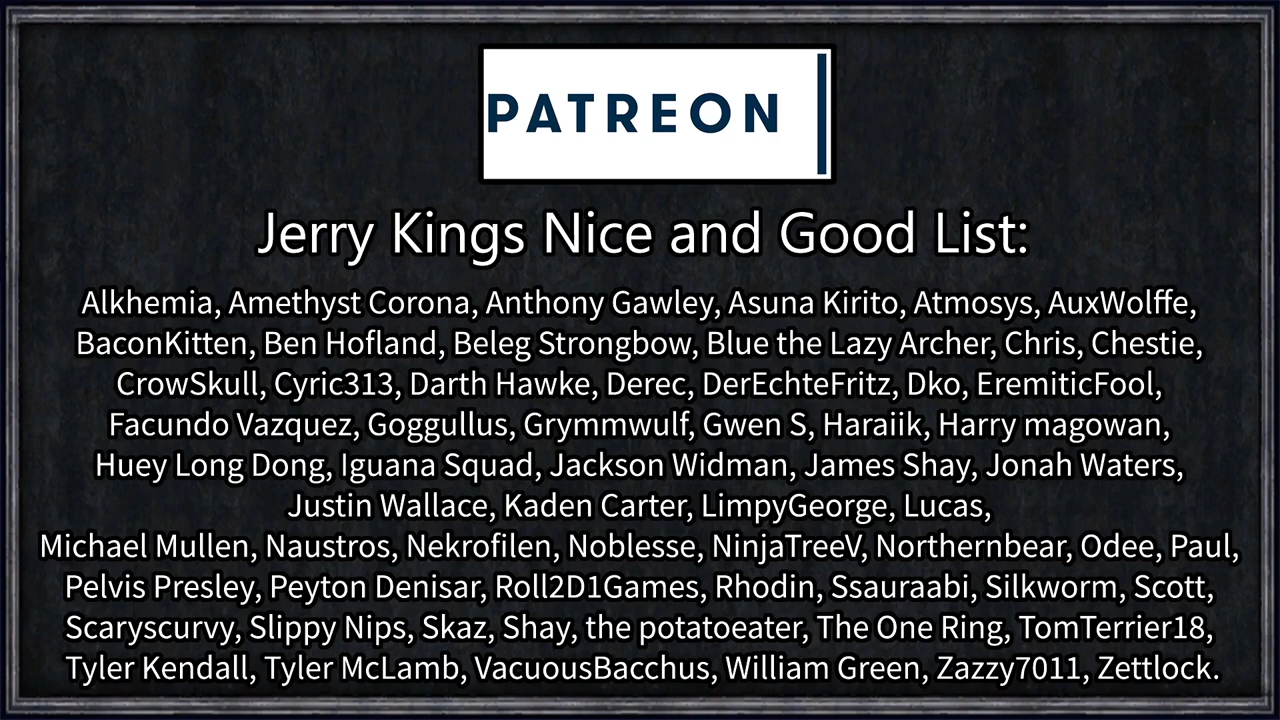 PATREON
Jerry Kings Nice and Good List:
Alkhemia, Amethyst Corona, Anthony Gawley, Asuna Kirito, Atmosys, AuxWolffe,
BaconKitten, Ben Hofland, Beleg Strongbow, Blue the Lazy Archer, Chris, Chestie,
CrowSkull, Cyric313, Darth Hawke, Derec, DerEchteFritz, Dko, EremiticFool,
Facundo Vazquez, Goggullus, Grymmwulf, Gwen S, Haraiik, Harry magowan,
Huey Long Dong, Iguana Squad, Jackson Widman, James Shay, Jonah Waters,
Justin Wallace, Kaden Carter, LimpyGeorge, Lucas,
Michael Mullen, Naustros, Nekrofilen, Noblesse, NinjaTreeV, Northernbear, Odee, Paul,
Pelvis Presley, Peyton Denisar, Roll2D1Games, Rhodin, Ssauraabi, Silkworm, Scott,
Scaryscurvy, Slippy Nips, Skaz, Shay, the potatoeater, The One Ring, TomTerrier18,
Tyler Kendall, Tyler McLamb, VacuousBacchus, William Green, Zazzy7011, Zettlock.